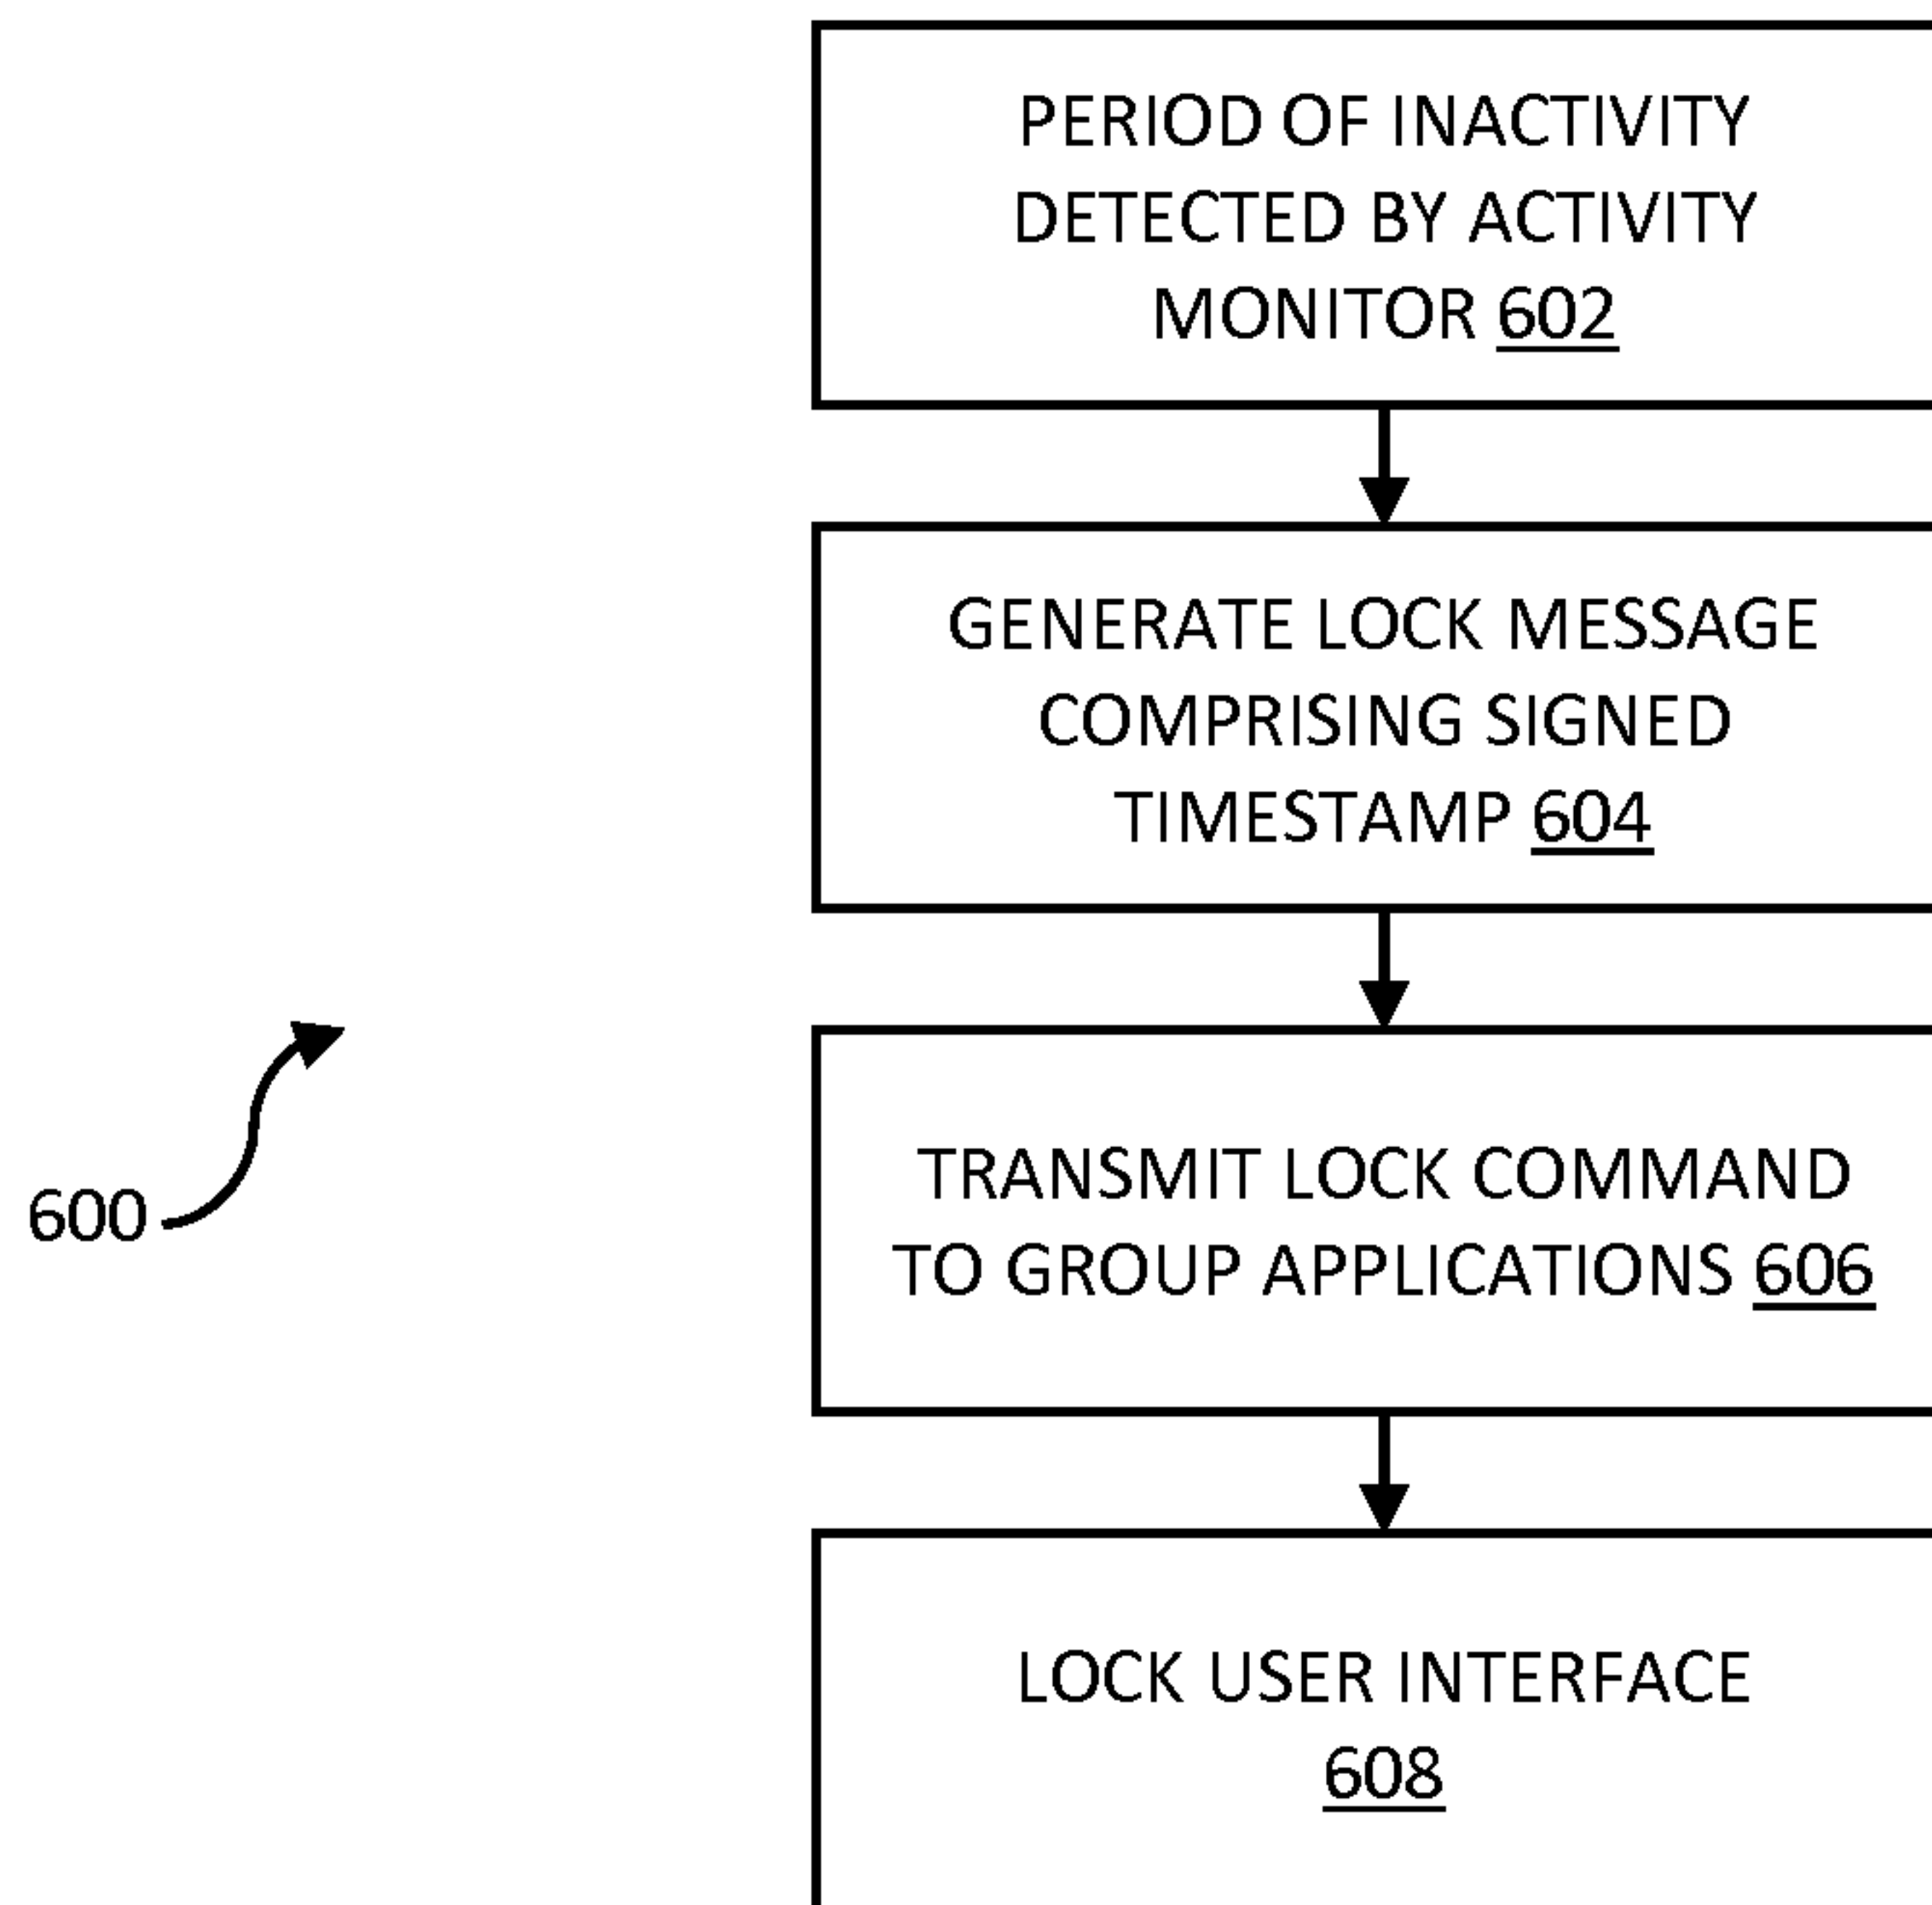 PERIOD OF INACTIVITY
DETECTED BY ACTIVITY
MONITOR 602
GENERATE LOCK MESSAGE
COMPRISING SIGNED
TIMESTAMP 604
TRANSMIT LOCK COMMAND
TO GROUP APPLICATIONS 606
600
LOCK USER INTERFACE
608